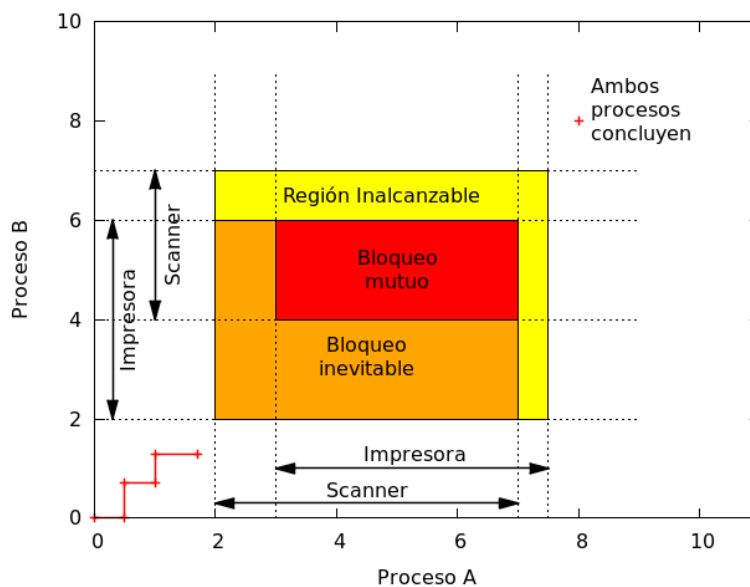 10
8
6
4
2
0
Proceso B
Ambos
procesos
concluyen
Región Inalcanzable
Scanner
Impresora
Bloqueo
mutuo
Bloqueo
inevitable
Impresora
Scanner
0
2
4
6
8
10
Proceso A